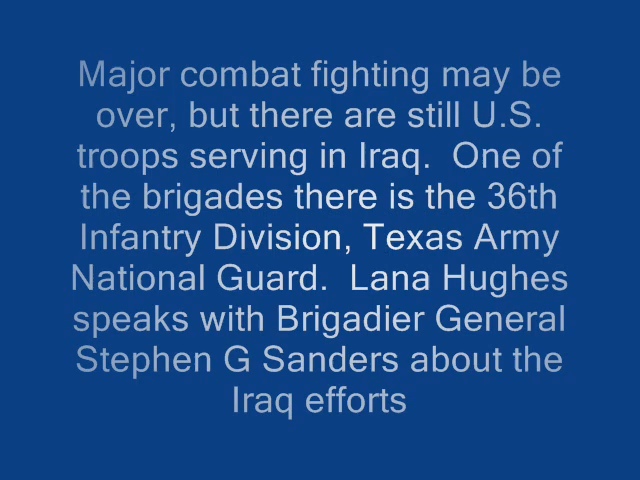 Major combat fighting may be
over, but there are still U.S.
troops serving in Iraq.  One of
the brigades there is the 36th
Infantry Division, Texas Army
National Guard.  Lana Hughes
speaks with Brigadier General
Stephen G Sanders about the
Iraq efforts